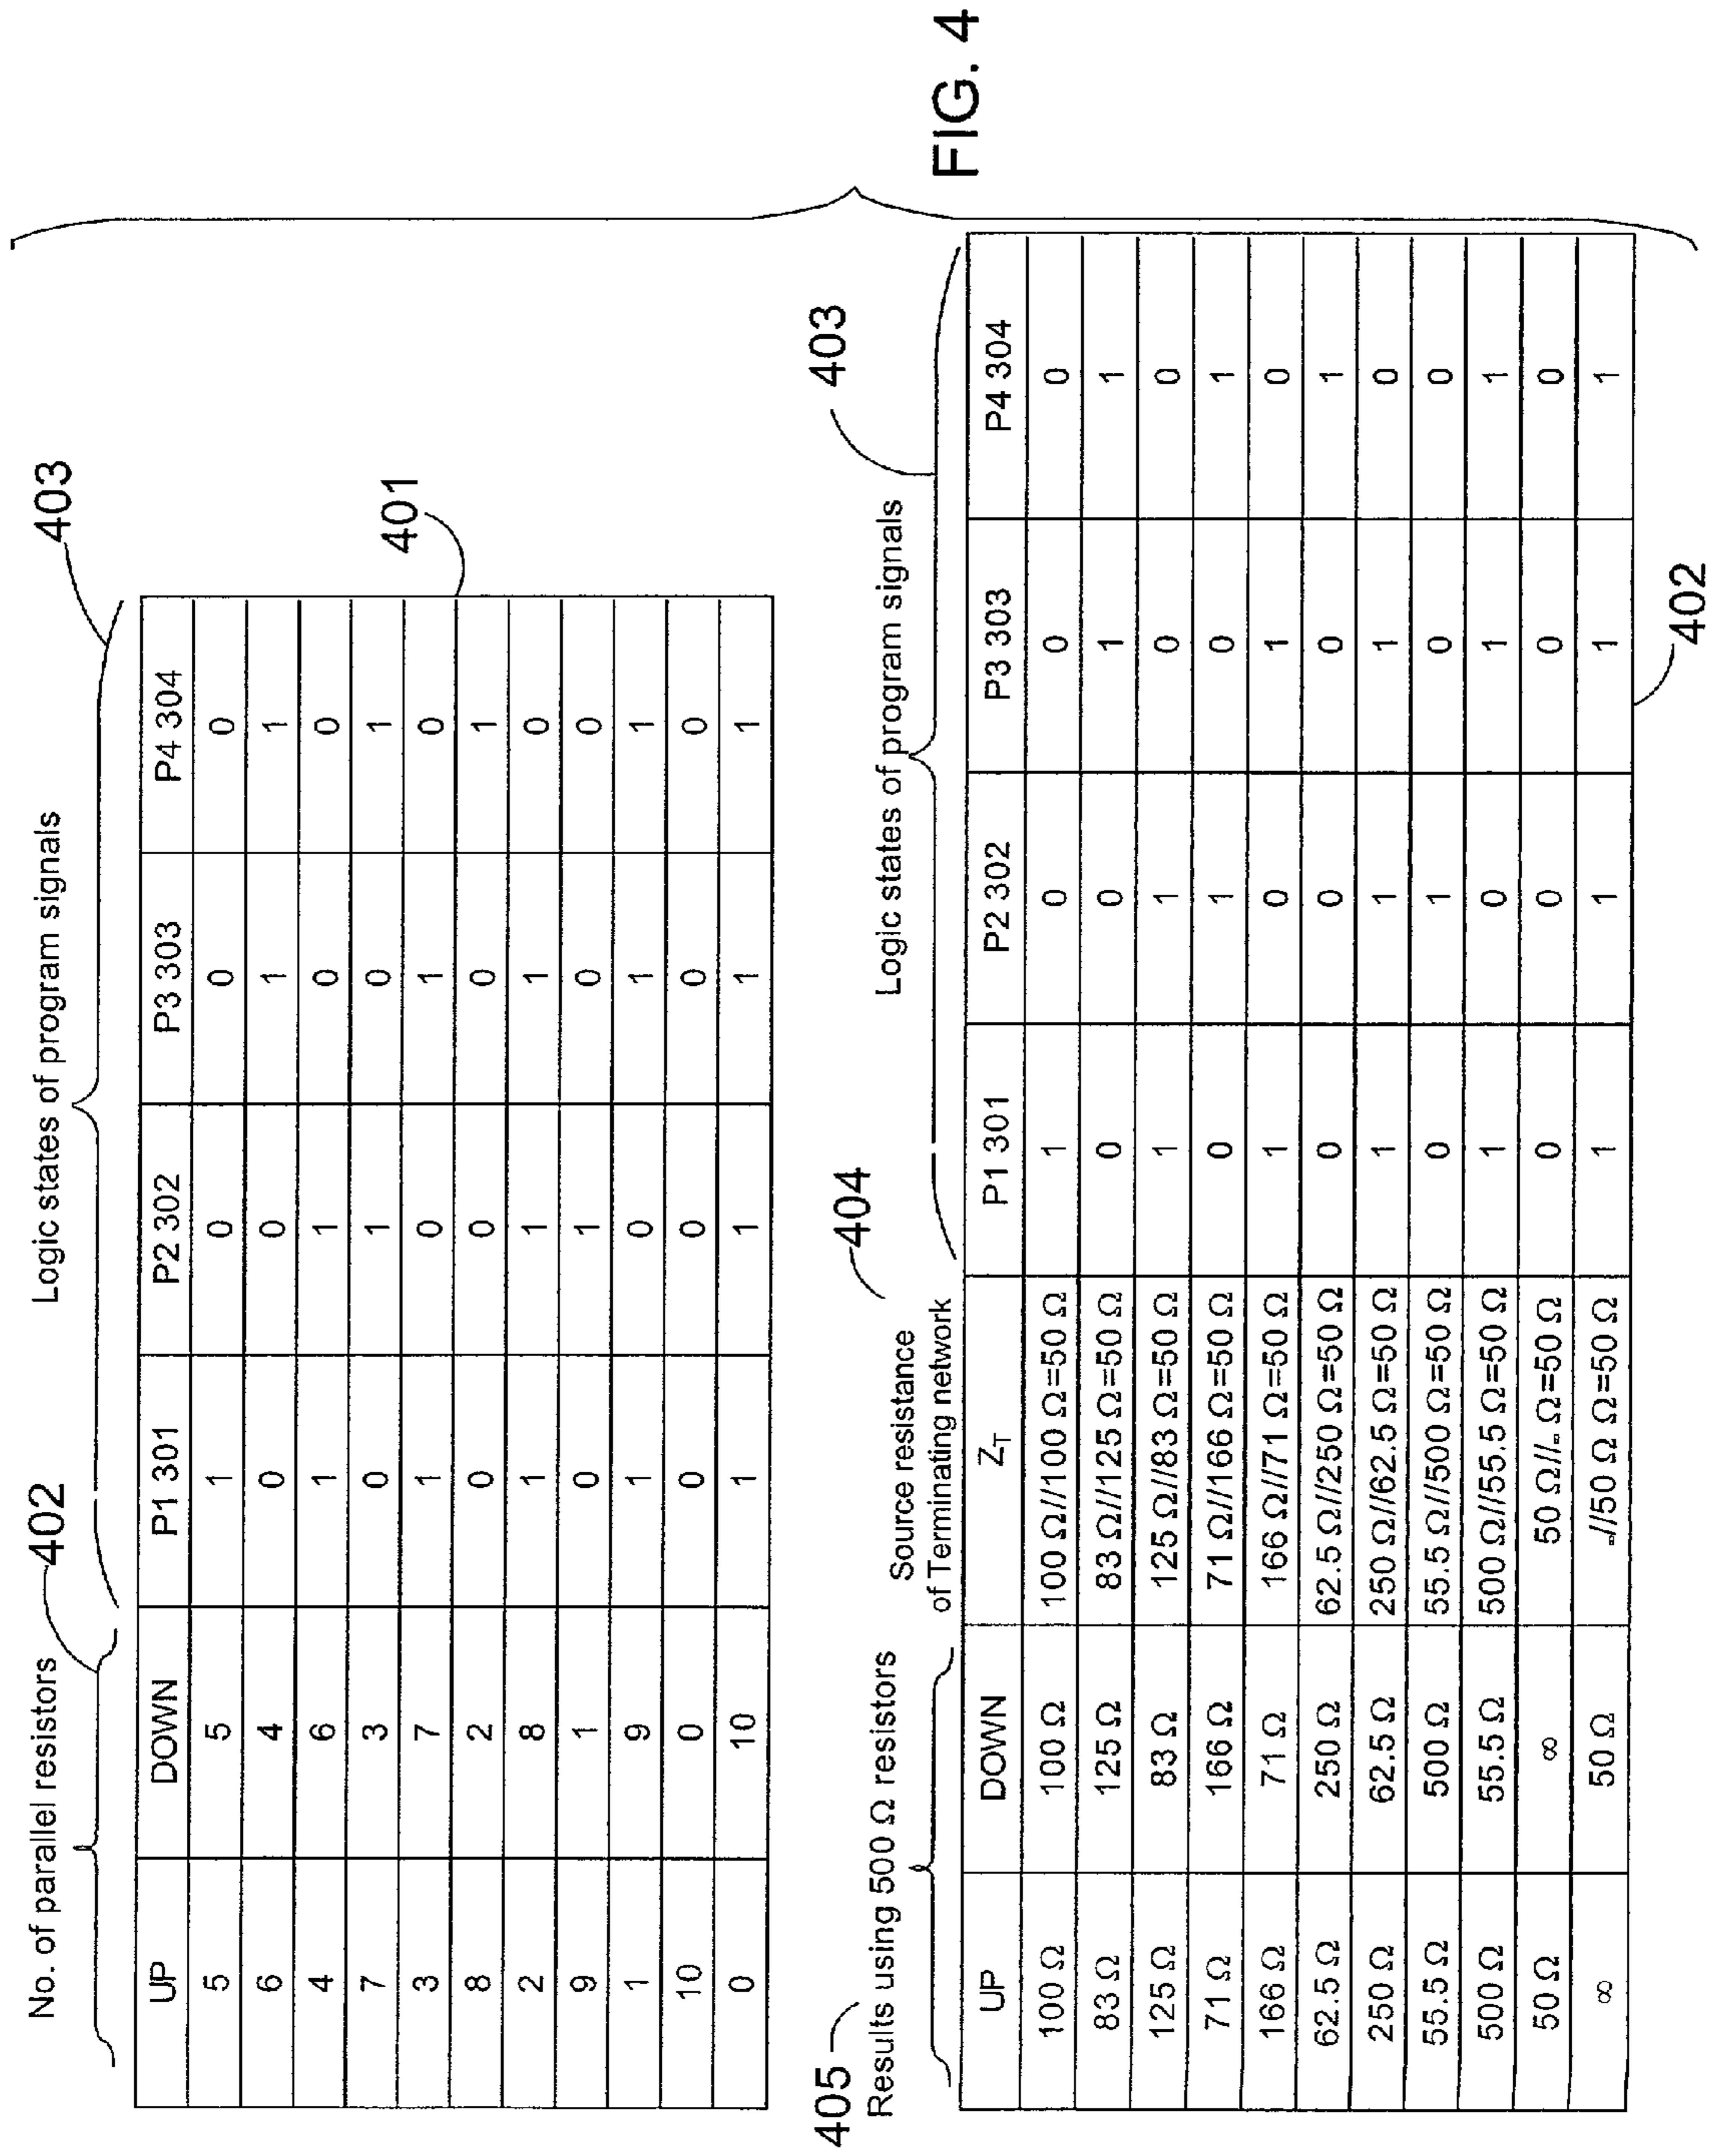 403
402
No. of parallel resistors
Logic states of program signals
UP DOWN P1 301 P2 302 P3 303 P4 304
5 5 1 0 0 0
6 4 0 0 1 1
4 6 1 1 0 0
7 3 0 1 0 1
3 7 1 0 1 0
8 2 0 0 0 1
2 8 1 1 1 0
9 1 0 1 0 0
1 9 1 0 1 1
10 0 0 0 0 0
0 10 1 1 1 1
401
405
404
403
Results using 500 Ω resistors
Source resistance
of Terminating network
Logic states of program signals
UP DOWN ZT P1 301 P2 302 P3 303 P4 304
100 Ω 100 Ω 100 Ω//100 Ω=50 Ω 1 0 0 0
83 Ω 125 Ω 83 Ω//125 Ω=50 Ω 0 0 1 1
125 Ω 83 Ω 125 Ω//83 Ω=50 Ω 1 1 0 0
71 Ω 166 Ω 71 Ω//166 Ω=50 Ω 0 1 0 1
166 Ω 71 Ω 166 Ω//71 Ω=50 Ω 1 0 1 0
62.5 Ω 250 Ω 62.5 Ω//250 Ω=50 Ω 0 0 0 1
250 Ω 62.5 Ω 250 Ω//62.5 Ω=50 Ω 1 1 1 0
55.5 Ω 500 Ω 55.5 Ω//500 Ω=50 Ω 0 1 0 0
500 Ω 55.5 Ω 500 Ω//55.5 Ω=50 Ω 1 0 1 1
50 Ω ∞ 50 Ω// Ω=50 Ω 0 0 0 0
∞ 50 Ω //50 Ω Ω=50 Ω 1 1 1 1
402
FIG. 4